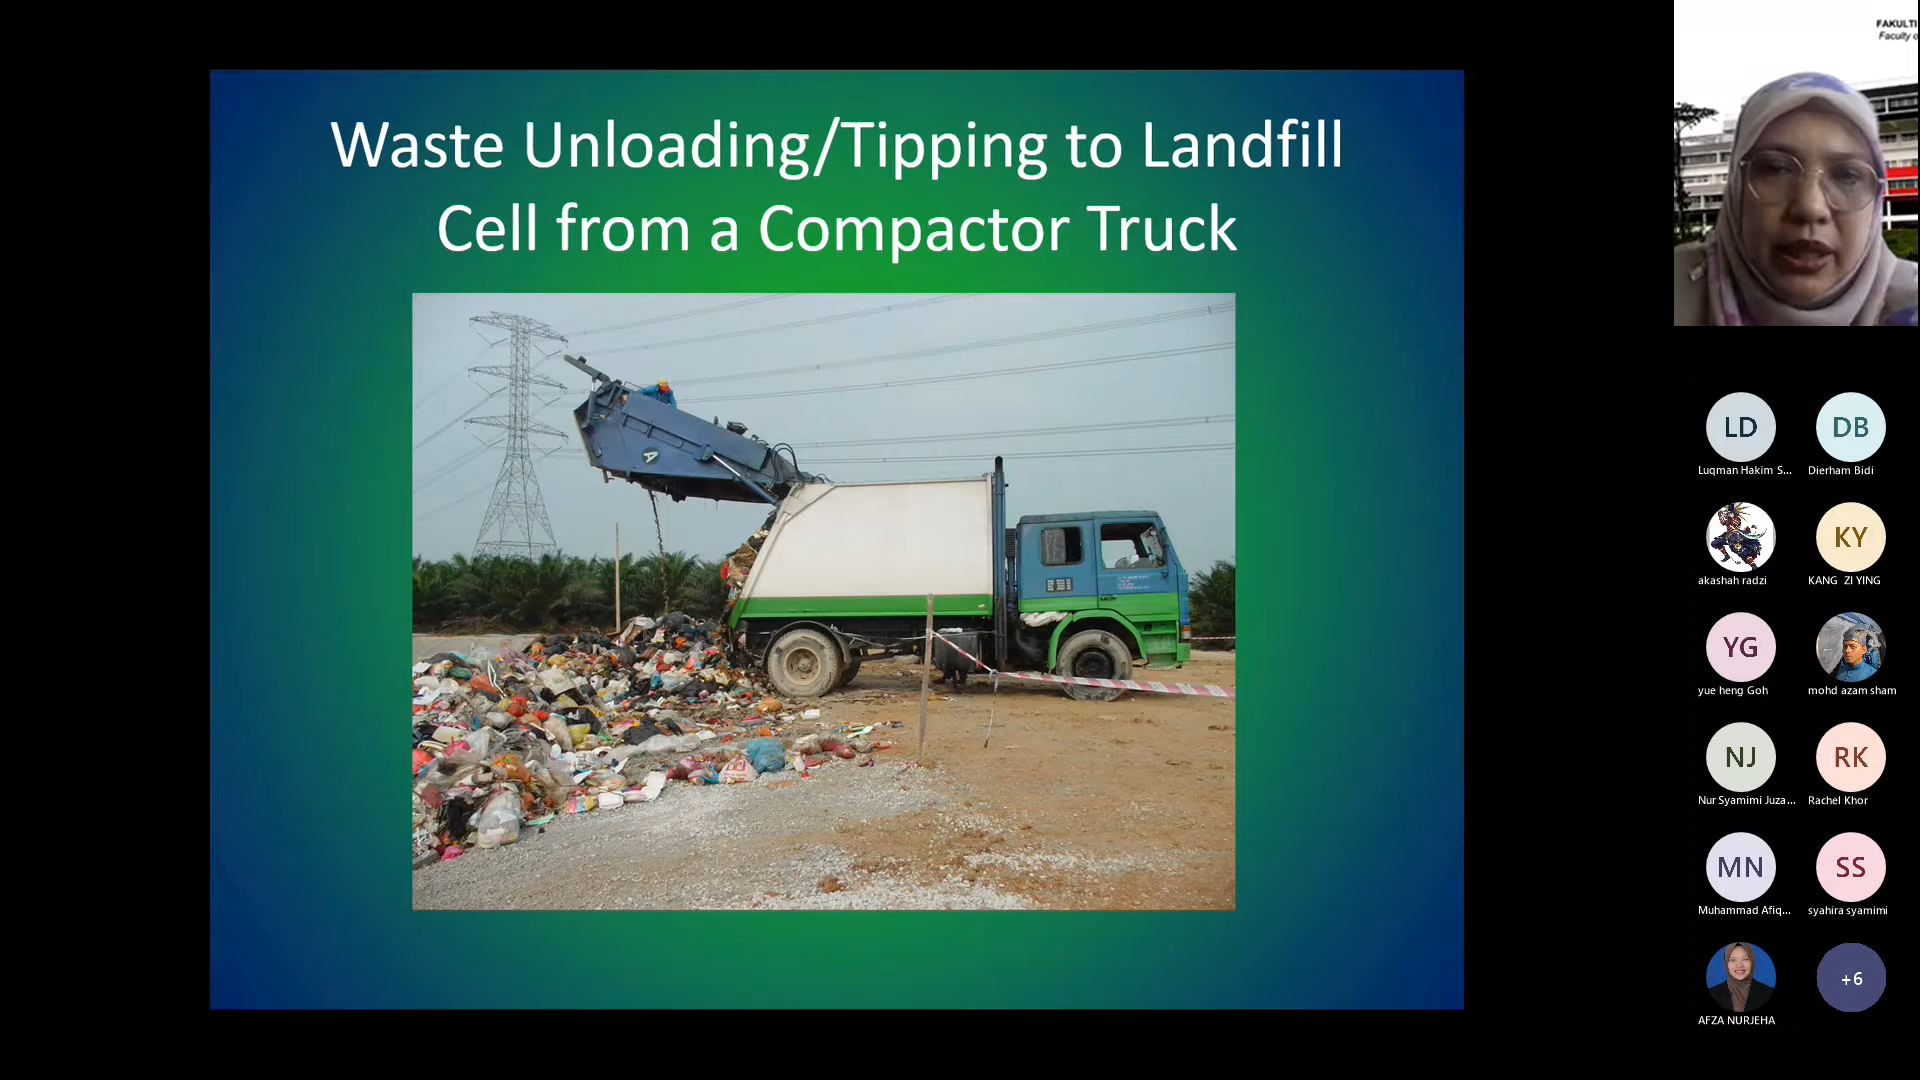 Waste Unloading/Tipping to Landfill
Cell from a Compactor Truck
A
FAKULTI
Faculty o
LD
DB
Luqman Hakim S...
Dierham Bidi
KY
akashah radzi
KANG ZI YING
YG
yue heng Goh
mohd azam sham
NJ
RK
Nur Syamimi Juza...
Rachel Khor
MN
SS
Muhammad Afiq...
syahira syamimi
+6
AFZA NURJEHA